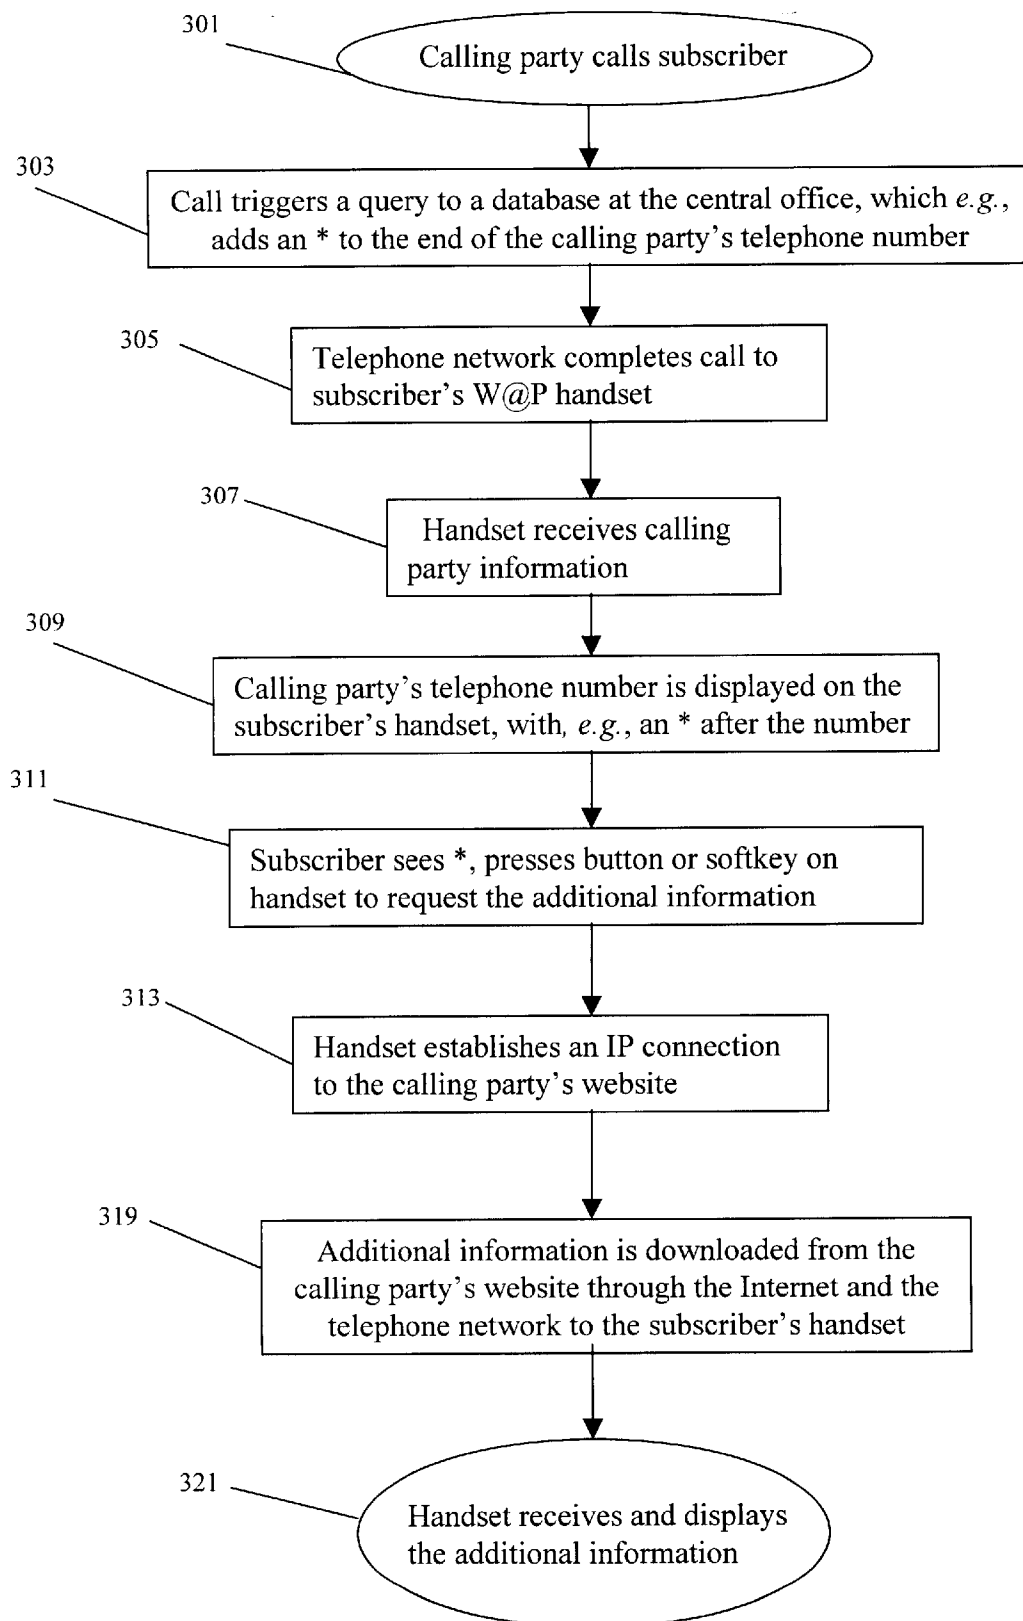 301
Calling party calls subscriber
303
Call triggers a query to a database at the central office, which e.g.,
adds an * to the end of the calling party's telephone number
305
Telephone network completes call to
subscriber's W@P handset
307
Handset receives calling
party information
309
Calling party's telephone number is displayed on the
subscriber's handset, with, e.g., an * after the number
311
Subscriber sees *, presses button or softkey on
handset to request the additional information
313
Handset establishes an IP connection
to the calling party's website
319
Additional information is downloaded from the
calling party's website through the Internet and the
telephone network to the subscriber's handset
321
Handset receives and displays
the additional information